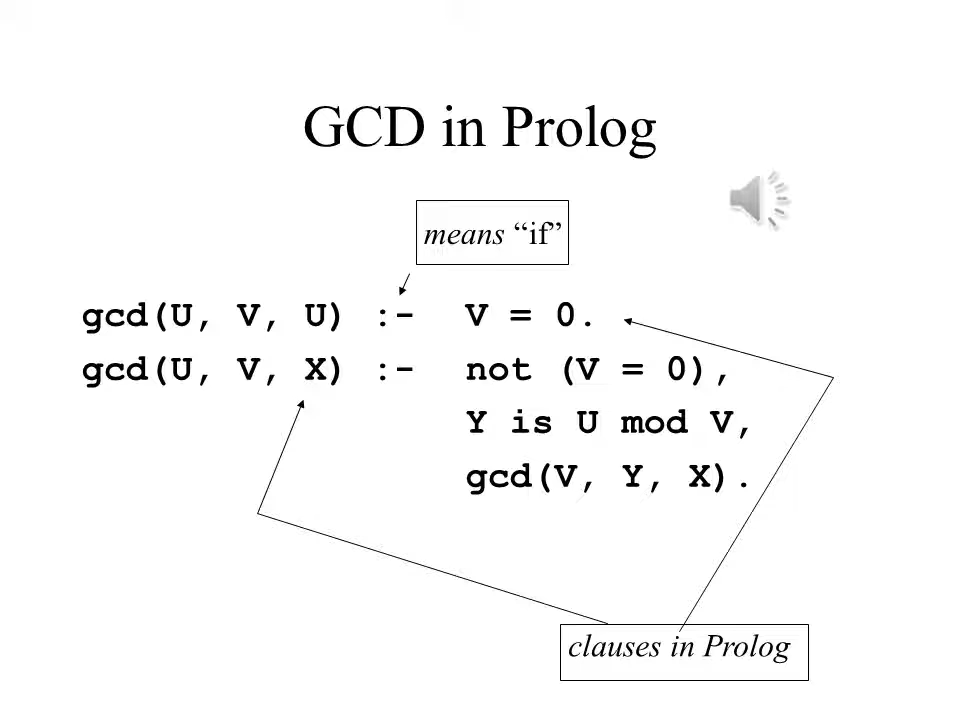 GCD in Prolog
means “if”
gcd(U, V, U) :- V = 0.
gcd(U, V, X) :- not (V = 0),
Y is U mod V,
gcd(V, Y, X).
clauses in Prolog